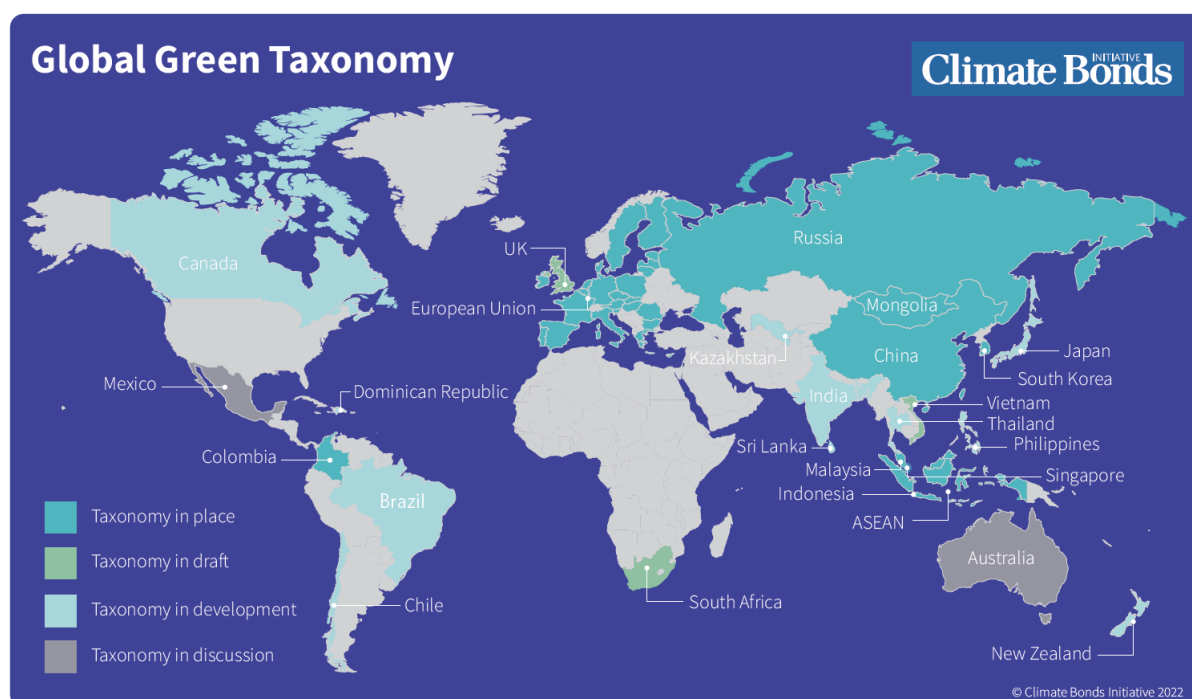 Global Green Taxonomy
INITIATIVE
Climate Bonds
Canada
UK
Russia
European Union
Mongolia
Kazakhstan
China
Japan
South Korea
Mexico
Dominican Republic
India
Vietnam
Thailand
Sri Lanka
Philippines
Colombia
Malaysia
Singapore
Indonesia
Brazil
ASEAN
Taxonomy in place
Taxonomy in draft
Australia
Taxonomy in development
Chile
South Africa
Taxonomy in discussion
New Zealand
© Climate Bonds Initiative 2022